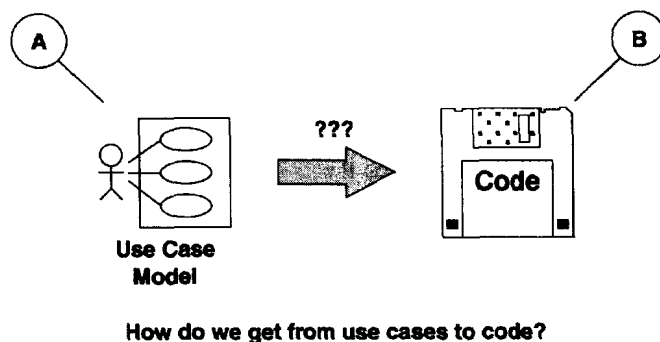 A
B
???
Code
Use Case
Model
How do we get from use cases to code?